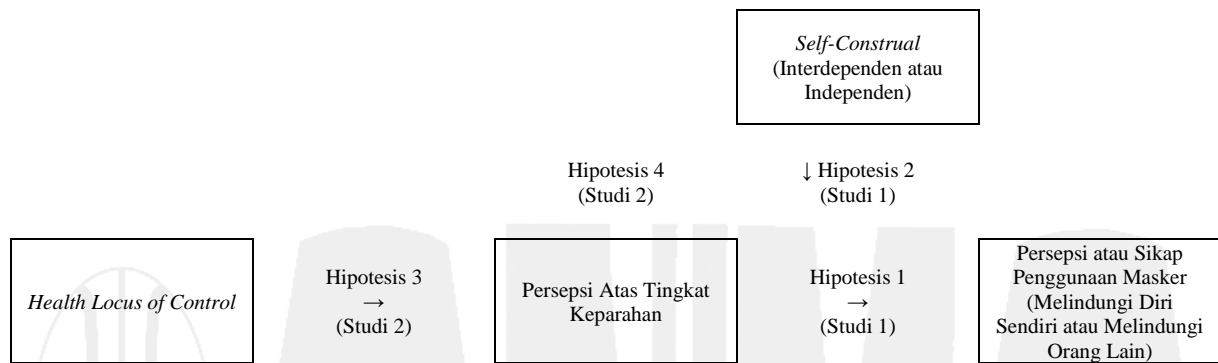 Self-Construal
(Interdependen atau
Independen)
Hipotesis 4
(Studi 2)
↓ Hipotesis 2
(Studi 1)
Health Locus of Control
Hipotesis 3
→
(Studi 2)
Persepsi Atas Tingkat
Keparahan
Hipotesis 1
→
(Studi 1)
Persepsi atau Sikap
Penggunaan Masker
(Melindungi Diri
Sendiri atau Melindungi
Orang Lain)